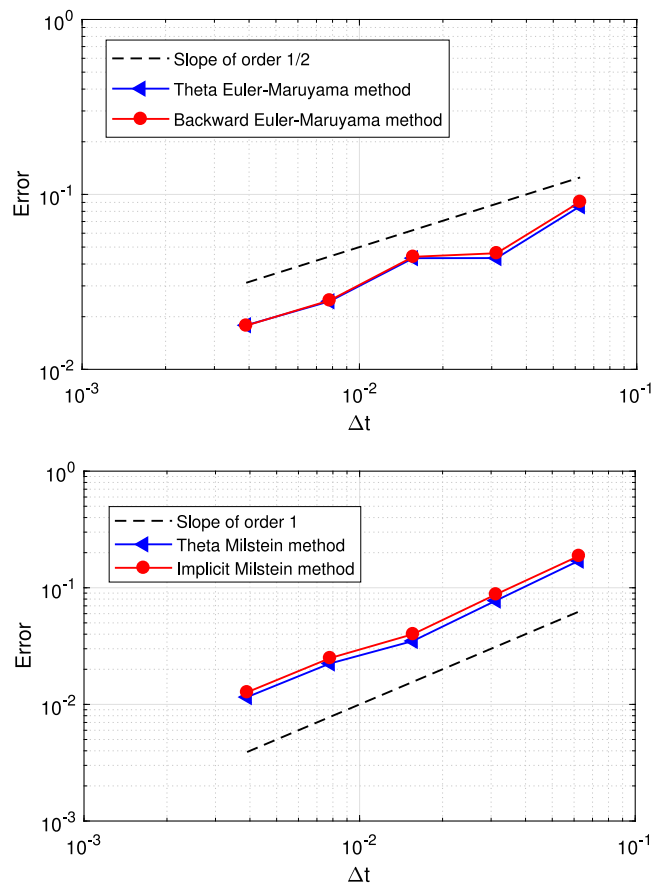 10^0
Slope of order 1/2
Theta Euler-Maruyama method
Backward Euler-Maruyama method
Error
10^-1
10^-2
10^-3
10^-2
10^-1
Δt
10^0
Slope of order 1
Theta Milstein method
Implicit Milstein method
10^-1
Error
10^-2
10^-3
10^-3
10^-2
10^-1
Δt